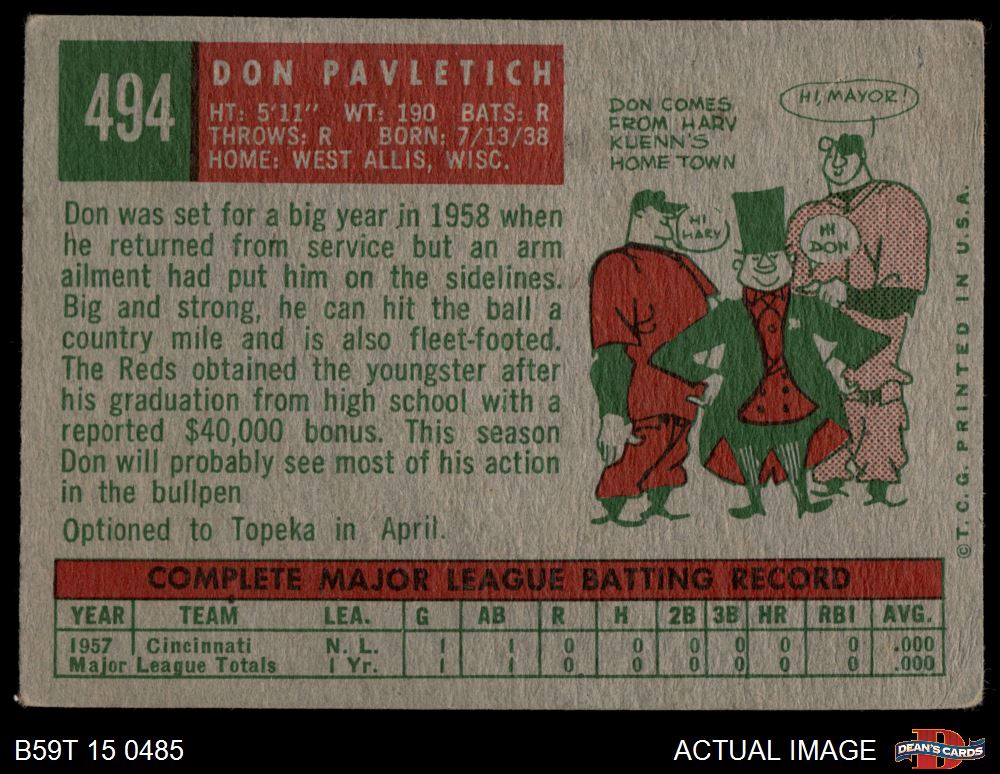 494
DON PAVLETICH
HT: 5'11" WT: 190 BATS: R
THROWS: R BORN: 7/13/38
HOME: WEST ALLIS, WISC.
Don was set for a big year in 1958 when
he returned from service but an arm
ailment had put him on the sidelines.
Big and strong, he can hit the ball a
country mile and is also fleet-footed.
The Reds obtained the youngster after
his graduation from high school with a
reported $40,000 bonus. This season
Don will probably see most of his action
in the bullpen
Optioned to Topeka in April.
DON COMES
FROM HARV
KUENN'S
HOME TOWN
HI, MAYOR!
HI
HARV
HI
DON
©T. C. G. PRINTED IN U.S.A.
COMPLETE MAJOR LEAGUE BATTING RECORD
YEAR TEAM LEA. G AB R H 2B 3B HR RBI AVG.
1957 Cincinnati N. L. 1 1 0 0 0 0 0 0 .000
Major League Totals 1 Yr. 1 1 0 0 0 0 0 0 .000
B59T 15 0485
ACTUAL IMAGE
DEAN'S CARDS